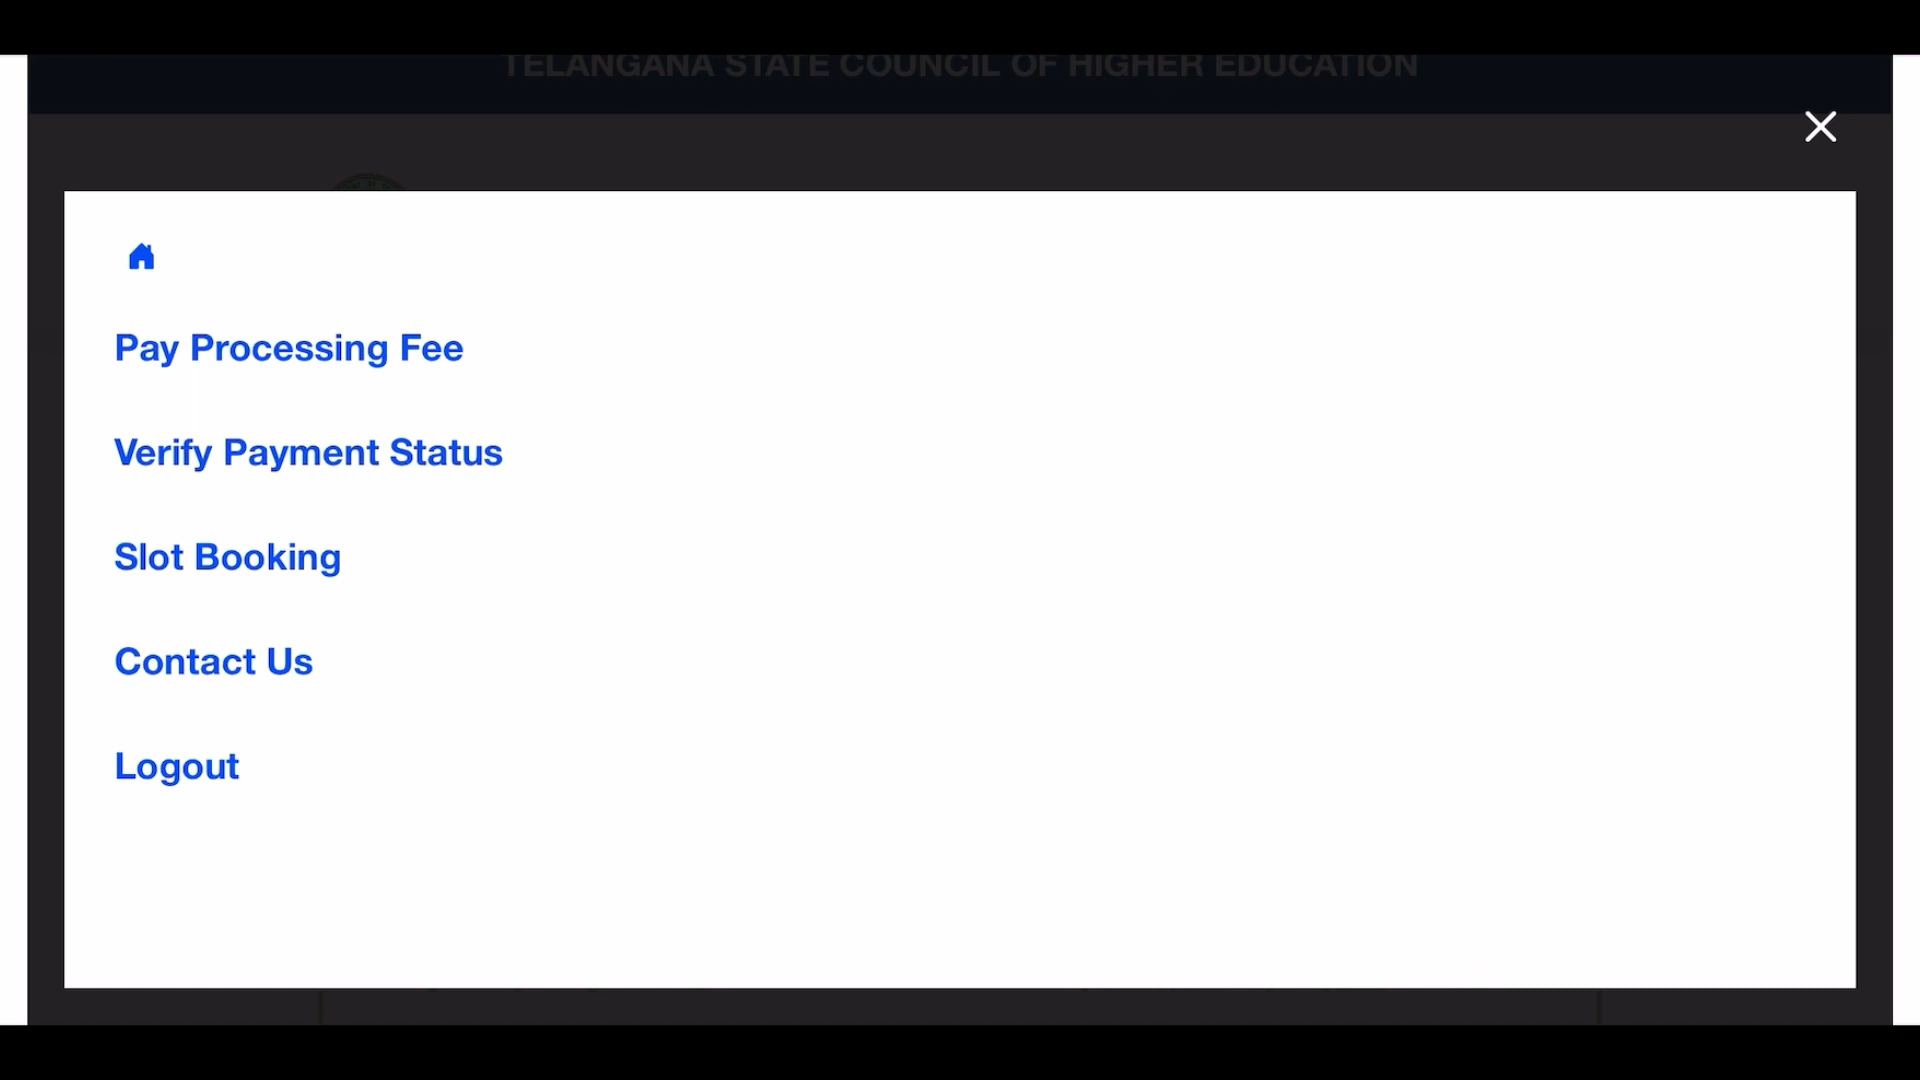 TELANGANA STATE COUNCIL OF HIGHER EDUCATION
Pay Processing Fee
Verify Payment Status
Slot Booking
Contact Us
Logout